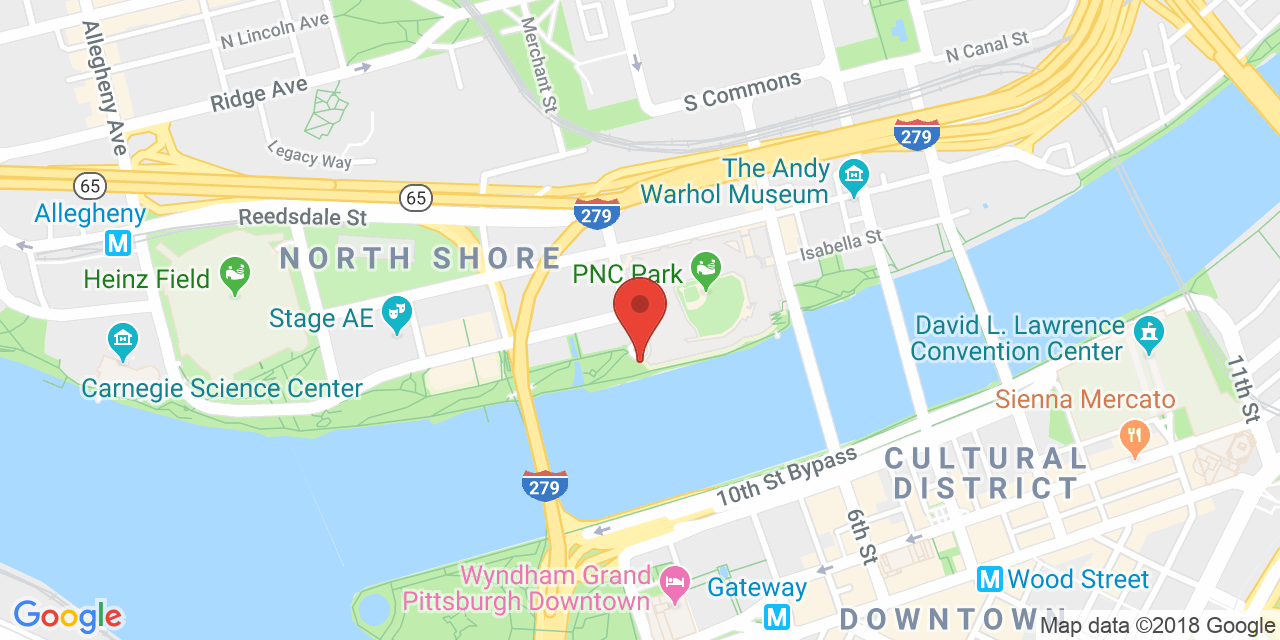 N Lincoln Ave
Allegheny Ave
Merchant St
N Canal St
Ridge Ave
S Commons
Legacy Way
279
The Andy
Warhol Museum
65
65
Allegheny
M
Reedsdale St
279
Isabella St
NORTH SHORE
PNC Park
Heinz Field
Stage AE
David L. Lawrence
Convention Center
Carnegie Science Center
11th St
Sienna Mercato
10th St Bypass
CULTURAL
DISTRICT
279
6th St
Wyndham Grand
Pittsburgh Downtown
Gateway
M
M Wood Street
DOWNTOWN
Google
Map data ©2018 Google